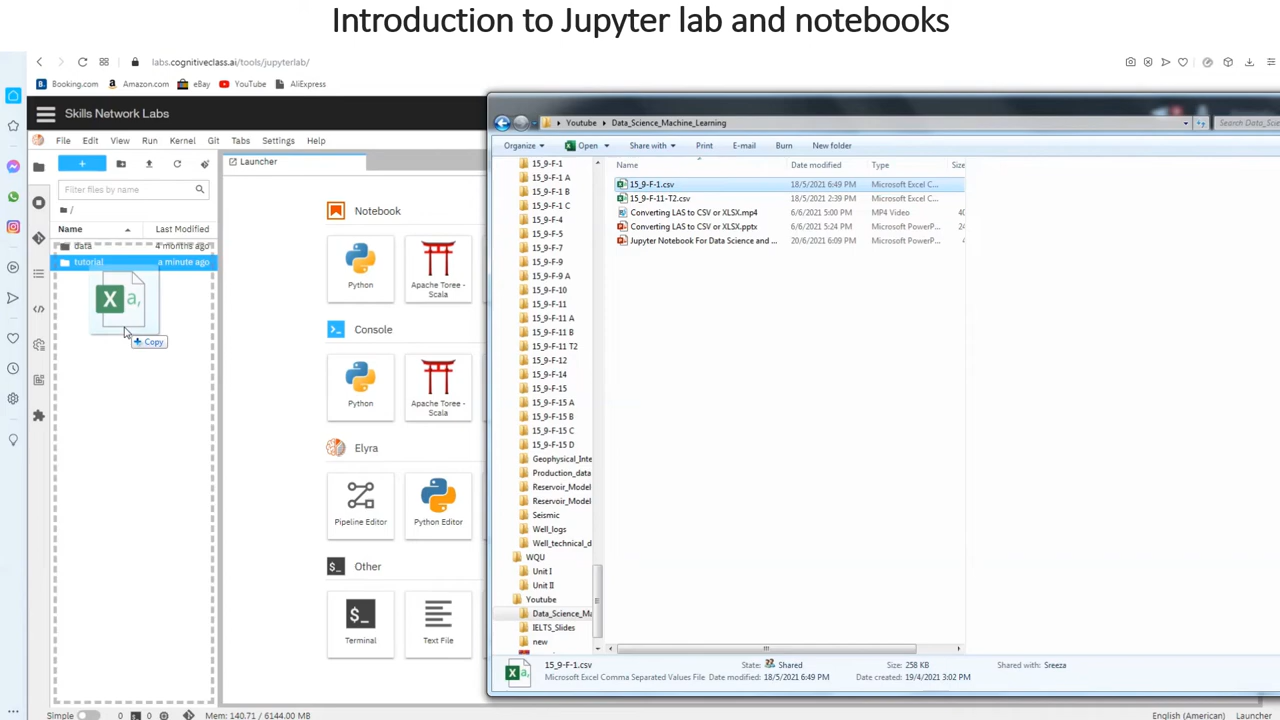 Introduction to Jupyter lab and notebooks
labs.cognitiveclass.ai/tools/jupyterlab/
Booking.com Amazon.com eBay YouTube AliExpress
Skills Network Labs
File Edit View Run Kernel Git Tabs Settings Help
Launcher
Filter files by name
/
Name Last Modified
data 4 months ago
tutorial a minute ago
Copy
Notebook
Python
Apache Toree -
Scala
Console
Python
Apache Toree -
Scala
Elyra
Pipeline Editor
Python Editor
Other
Terminal
Text File
Simple 0 0 Mem: 140.71 / 6144.00 MB
English (American) Launcher
Youtube Data_Science_Machine_Learning
Search Data_Sc...
Organize Open Share with Print E-mail Burn New folder
Name Date modified Type Size
15_9-F-1.csv 18/5/2021 6:49 PM Microsoft Excel C...
15_9-F-11-T2.csv 18/5/2021 2:39 PM Microsoft Excel C...
Converting LAS to CSV or XLSX.mp4 6/6/2021 5:00 PM MP4 Video
Converting LAS to CSV or XLSX.pptx 6/6/2021 5:24 PM Microsoft PowerP...
Jupyter Notebook For Data Science and ... 20/6/2021 6:09 PM Microsoft PowerP...
15_9-F-1
15_9-F-1 A
15_9-F-1 B
15_9-F-1 C
15_9-F-4
15_9-F-5
15_9-F-7
15_9-F-9
15_9-F-9 A
15_9-F-10
15_9-F-11
15_9-F-11 A
15_9-F-11 B
15_9-F-11 T2
15_9-F-12
15_9-F-14
15_9-F-15
15_9-F-15 A
15_9-F-15 B
15_9-F-15 C
15_9-F-15 D
Geophysical_Inte
Production_data
Reservoir_Model
Reservoir_Model
Seismic
Well_logs
Well_technical_d
WQU
Unit I
Unit II
Youtube
Data_Science_Ma
IELTS_Slides
new
15_9-F-1.csv State: Shared Size: 258 KB Shared with: Sreeza
Microsoft Excel Comma Separated Values File Date modified: 18/5/2021 6:49 PM Date created: 19/4/2021 3:02 PM